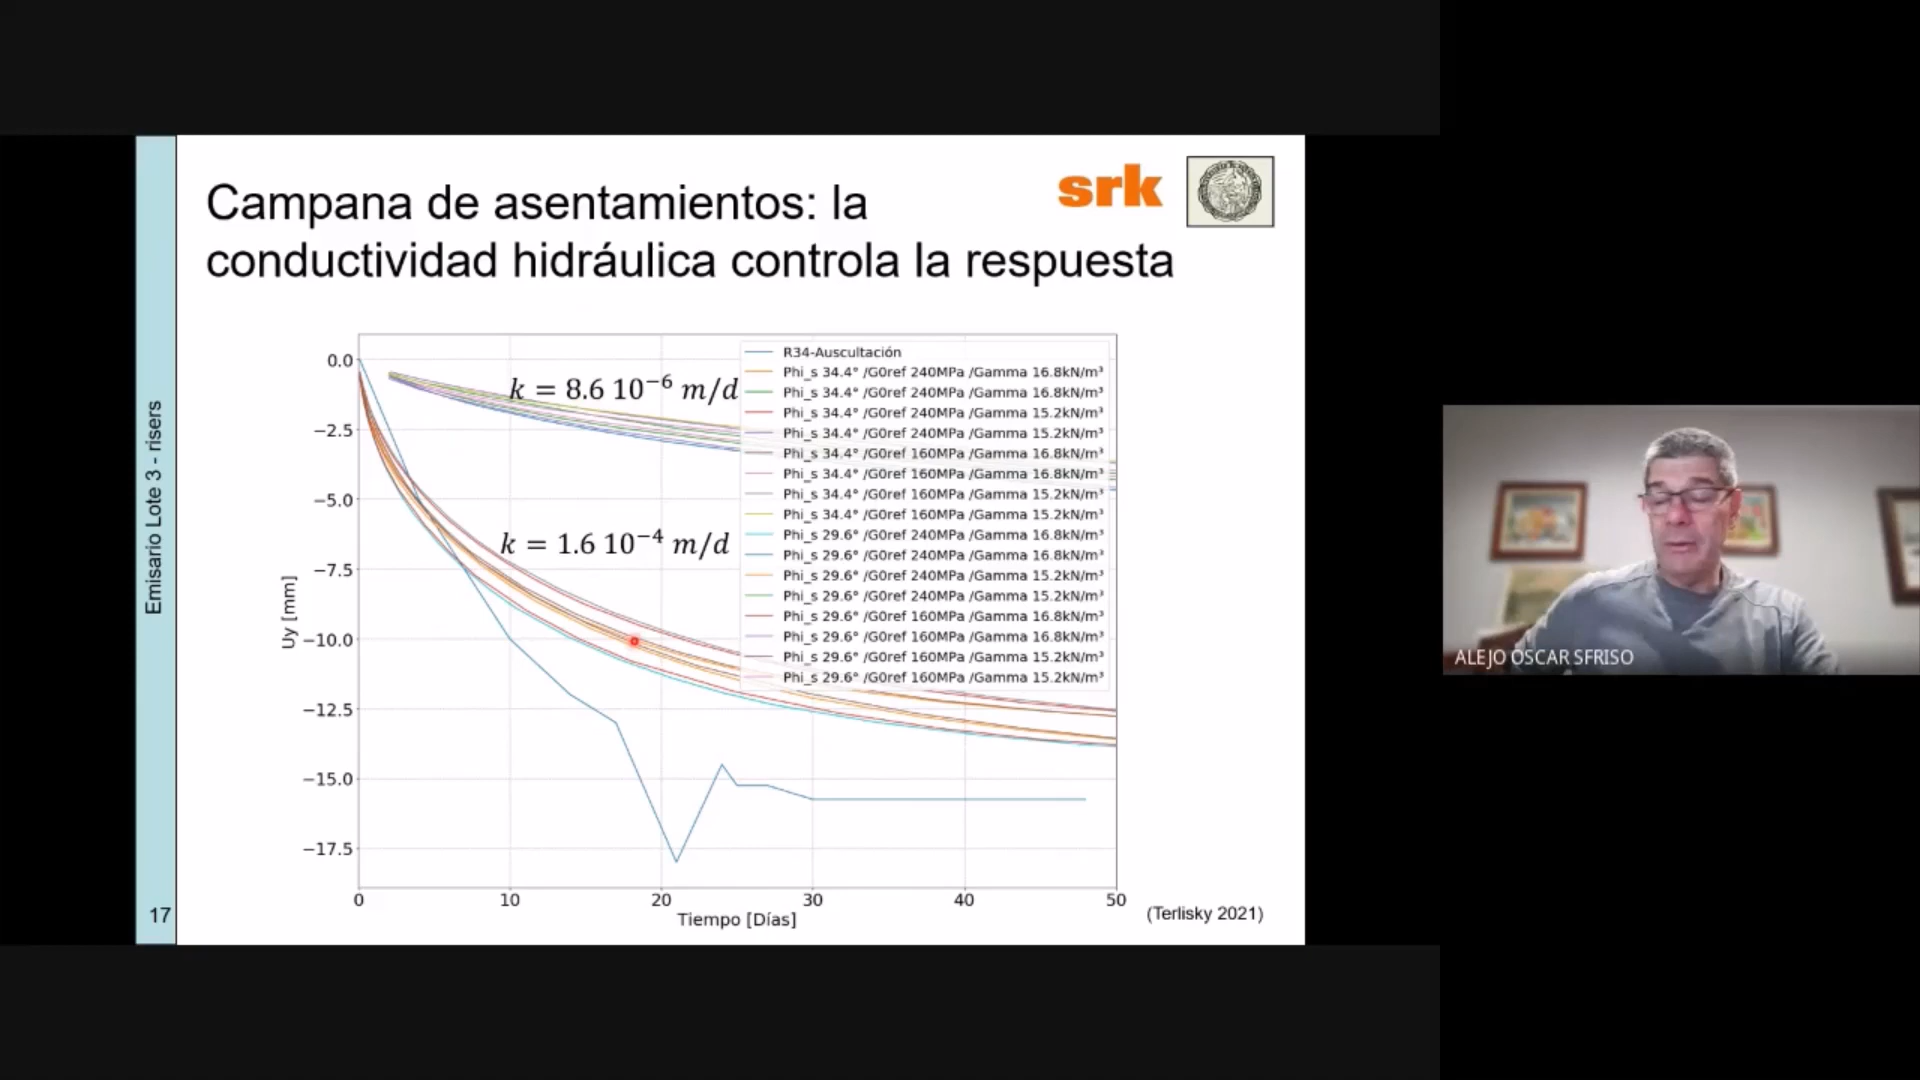 Campana de asentamientos: la
conductividad hidráulica controla la respuesta
srk
Emisario Lote 3 - risers
17
k = 8.6 10⁻⁶ m/d
k = 1.6 10⁻⁴ m/d
R34-Auscultación
Phi_s 34.4° /G0ref 240MPa /Gamma 16.8kN/m³
Phi_s 34.4° /G0ref 240MPa /Gamma 16.8kN/m³
Phi_s 34.4° /G0ref 240MPa /Gamma 15.2kN/m³
Phi_s 34.4° /G0ref 240MPa /Gamma 15.2kN/m³
Phi_s 34.4° /G0ref 160MPa /Gamma 16.8kN/m³
Phi_s 34.4° /G0ref 160MPa /Gamma 16.8kN/m³
Phi_s 34.4° /G0ref 160MPa /Gamma 15.2kN/m³
Phi_s 34.4° /G0ref 160MPa /Gamma 15.2kN/m³
Phi_s 29.6° /G0ref 240MPa /Gamma 16.8kN/m³
Phi_s 29.6° /G0ref 240MPa /Gamma 16.8kN/m³
Phi_s 29.6° /G0ref 240MPa /Gamma 15.2kN/m³
Phi_s 29.6° /G0ref 240MPa /Gamma 15.2kN/m³
Phi_s 29.6° /G0ref 160MPa /Gamma 16.8kN/m³
Phi_s 29.6° /G0ref 160MPa /Gamma 16.8kN/m³
Phi_s 29.6° /G0ref 160MPa /Gamma 15.2kN/m³
Phi_s 29.6° /G0ref 160MPa /Gamma 15.2kN/m³
Uy [mm]
0.0
−2.5
−5.0
−7.5
−10.0
−12.5
−15.0
−17.5
0 10 20 30 40 50
Tiempo [Días]
(Terlisky 2021)
ALEJO OSCAR SFRISO